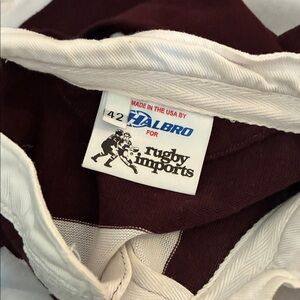 MADE IN THE USA BY
42 HALBRO
FOR
rugby
imports